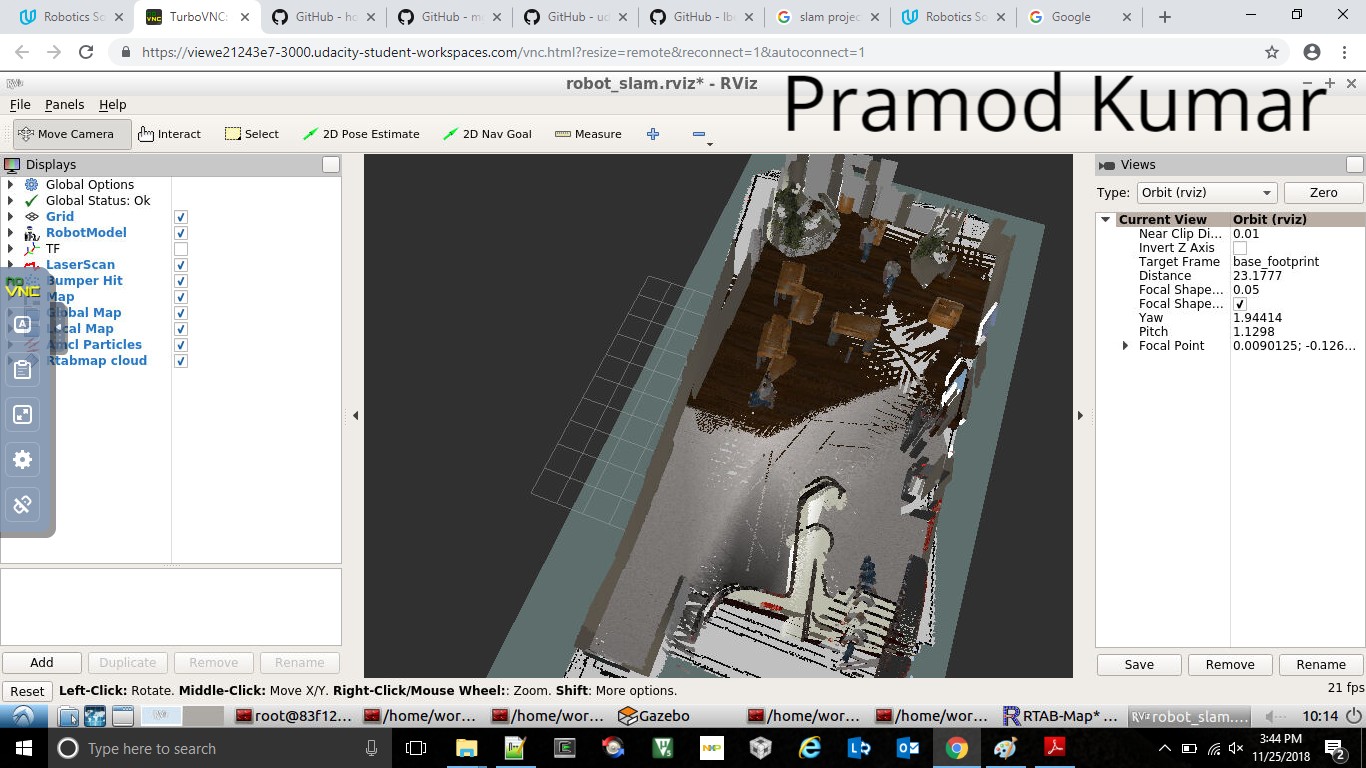 Robotics So
TurboVNC:
GitHub - ho
GitHub - m
GitHub - ud
GitHub - lb
slam projec
Robotics So
Google
https://viewe21243e7-3000.udacity-student-workspaces.com/vnc.html?resize=remote&reconnect=1&autoconnect=1
robot_slam.rviz* - RViz
Pramod Kumar
File Panels Help
Move Camera Interact Select 2D Pose Estimate 2D Nav Goal Measure
Displays
Global Options
Global Status: Ok
Grid
RobotModel
TF
LaserScan
Bumper Hit
Map
Global Map
Local Map
Amcl Particles
Rtabmap cloud
no
VNC
A
Add Duplicate Remove Rename
Views
Type: Orbit (rviz) Zero
Current View Orbit (rviz)
Near Clip Di... 0.01
Invert Z Axis
Target Frame base_footprint
Distance 23.1777
Focal Shape... 0.05
Focal Shape...
Yaw 1.94414
Pitch 1.1298
Focal Point 0.0090125; -0.126...
Save Remove Rename
Reset Left-Click: Rotate. Middle-Click: Move X/Y. Right-Click/Mouse Wheel:: Zoom. Shift: More options. 21 fps
root@83F12... /home/wor... /home/wor... Gazebo /home/wor... /home/wor... RTAB-Map* ... RViz robot_slam.... 10:14
Type here to search
3:44 PM
11/25/2018
2